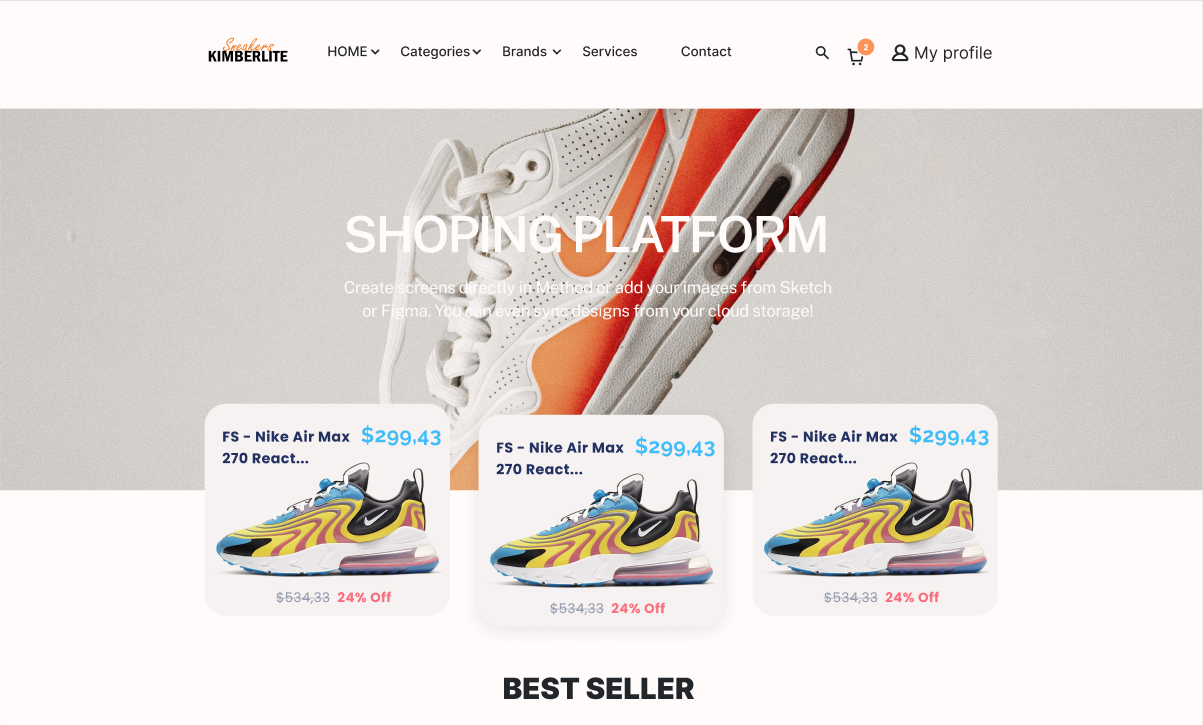 Sneakers
KIMBERLITE
HOME
Categories
Brands
Services
Contact
2
My profile
SHOPING PLATFORM
Create screens directly in Method or add your images from Sketch
or Figma. You can even sync designs from your cloud storage!
FS - Nike Air Max
270 React...
$299,43
$534,33 24% Off
FS - Nike Air Max
270 React...
$299,43
$534,33 24% Off
FS - Nike Air Max
270 React...
$299,43
$534,33 24% Off
BEST SELLER